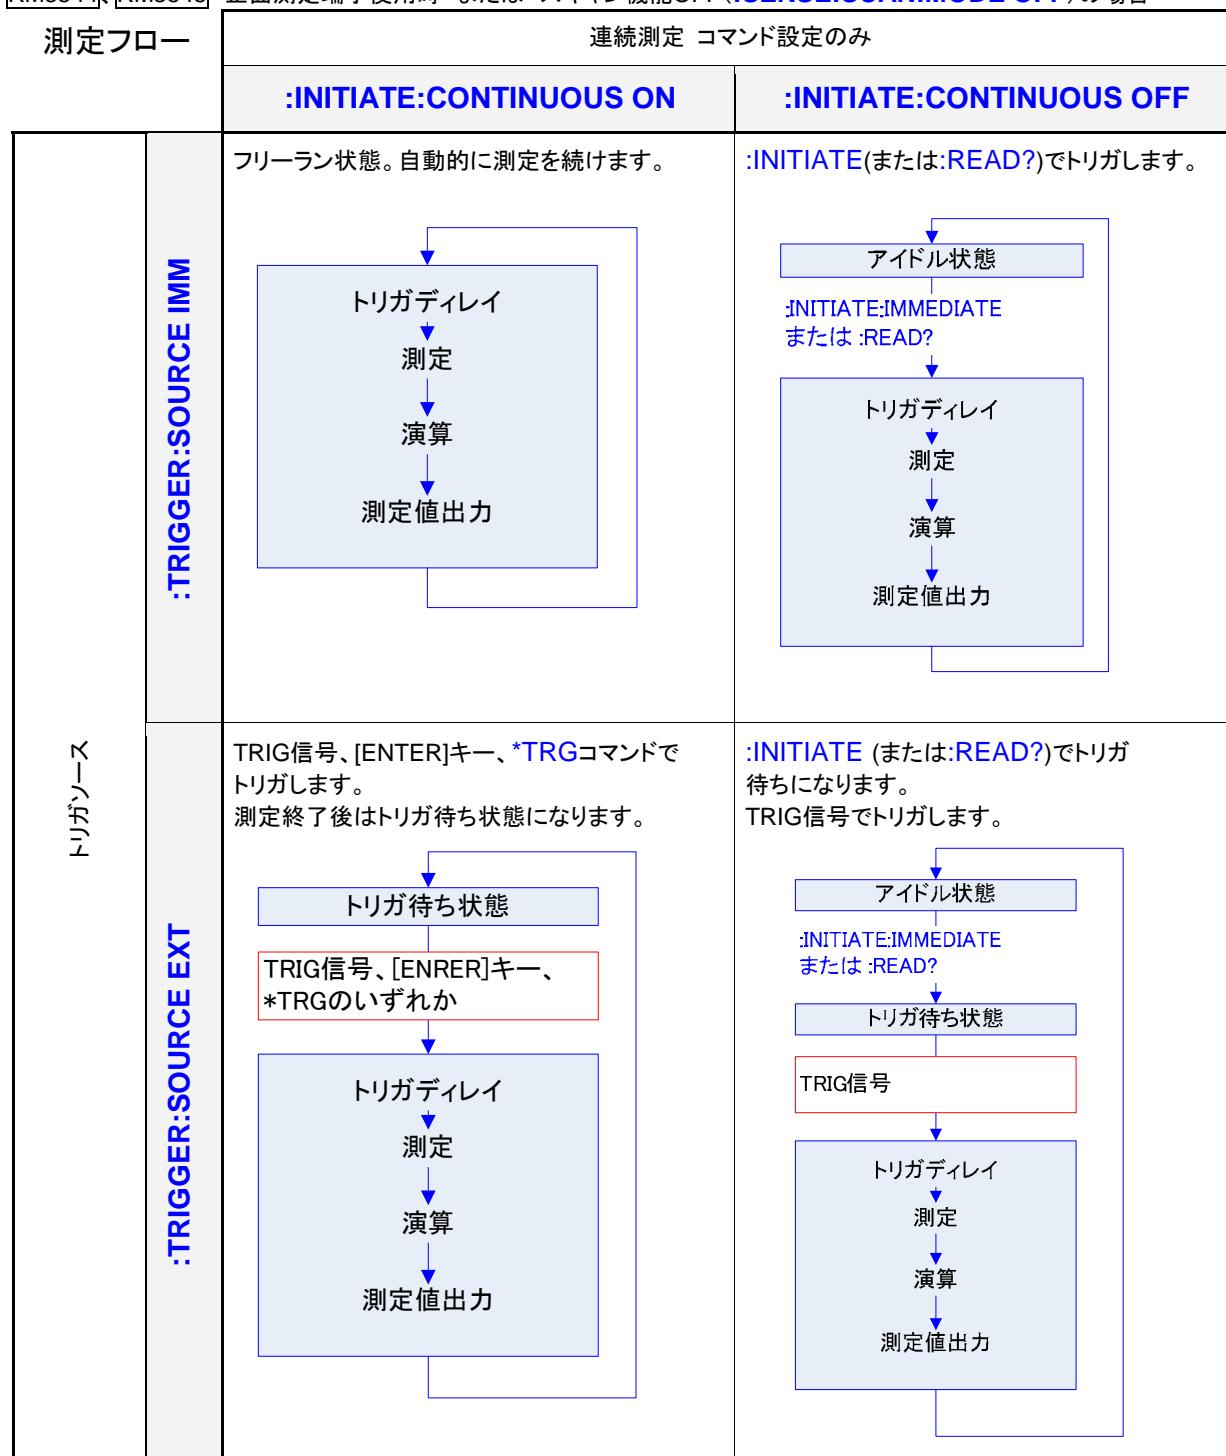 測定フロー
連続測定 コマンド設定のみ
:INITIATE:CONTINUOUS ON
:INITIATE:CONTINUOUS OFF
トリガソース
:TRIGGER:SOURCE IMM
フリーラン状態。自動的に測定を続けます。
トリガディレイ
測定
演算
測定値出力
:INITIATE(または:READ?)でトリガします。
アイドル状態
:INITIATE:IMMEDIATE
または :READ?
トリガディレイ
測定
演算
測定値出力
:TRIGGER:SOURCE EXT
TRIG信号、[ENTER]キー、*TRGコマンドで
トリガします。
測定終了後はトリガ待ち状態になります。
トリガ待ち状態
TRIG信号、[ENRER]キー、
*TRGのいずれか
トリガディレイ
測定
演算
測定値出力
:INITIATE (または:READ?)でトリガ
待ちになります。
TRIG信号でトリガします。
アイドル状態
:INITIATE:IMMEDIATE
または :READ?
トリガ待ち状態
TRIG信号
トリガディレイ
測定
演算
測定値出力